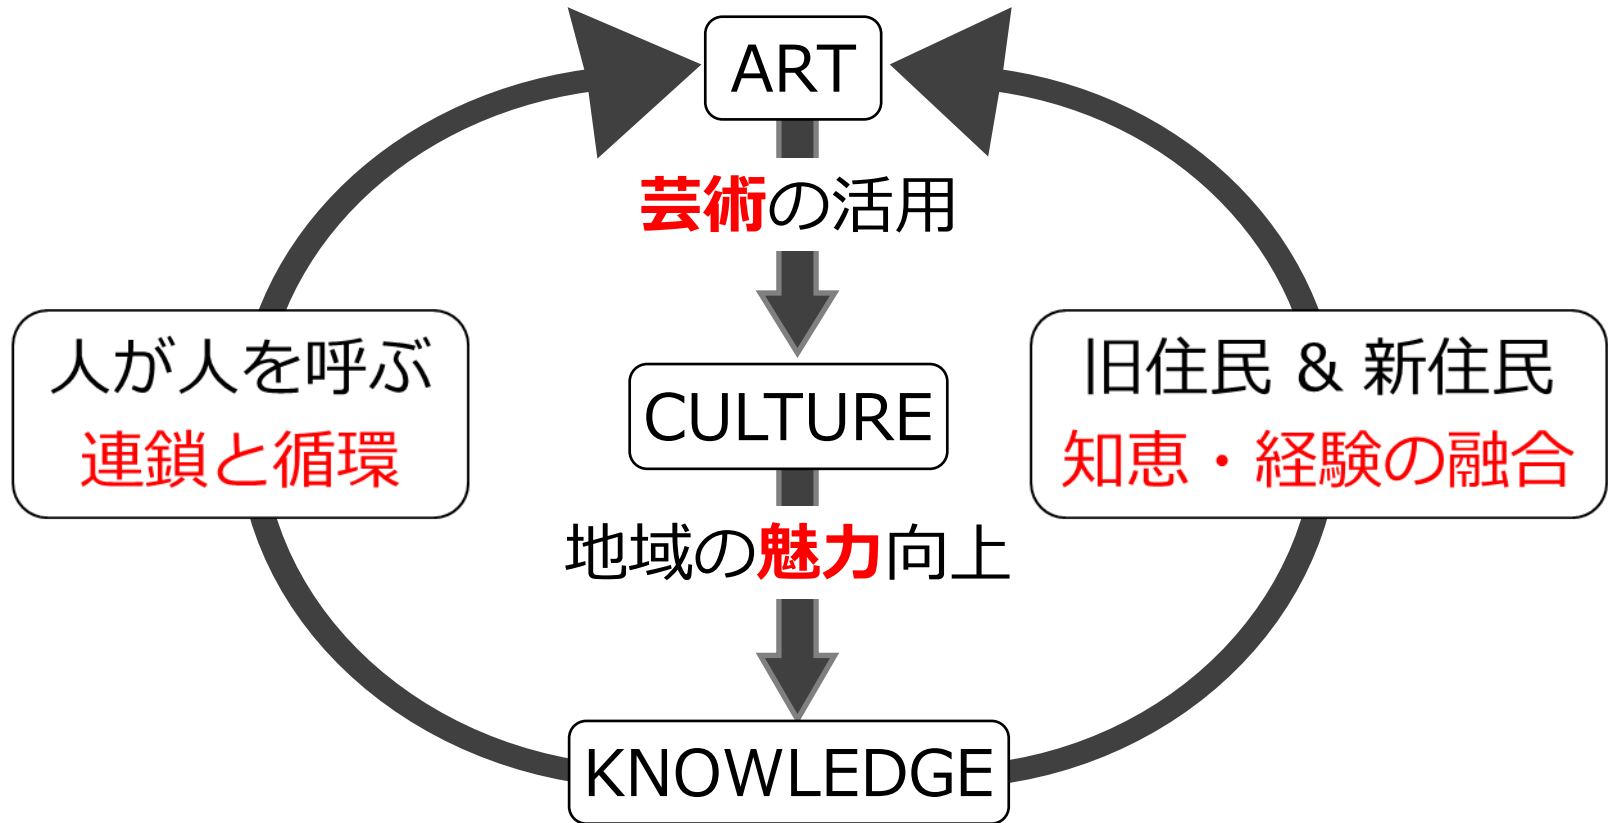 ART
芸術の活用
人が人を呼ぶ
連鎖と循環
CULTURE
旧住民 & 新住民
知恵・経験の融合
地域の魅力向上
KNOWLEDGE